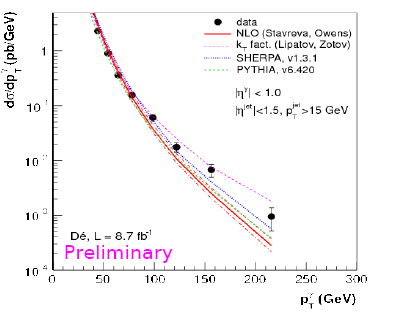 dσ/dp_T^γ (pb/GeV)
data
NLO (Stavreva, Owens)
k_T fact. (Lipatov, Zotov)
SHERPA, v1.3.1
PYTHIA, v6.420
|η^γ| < 1.0
|η^jet|<1.5, p_T^jet>15 GeV
1
10^-1
10^-2
10^-3
10^-4
Dé, L = 8.7 fb^-1
Preliminary
0 50 100 150 200 250 300
p_T^γ (GeV)